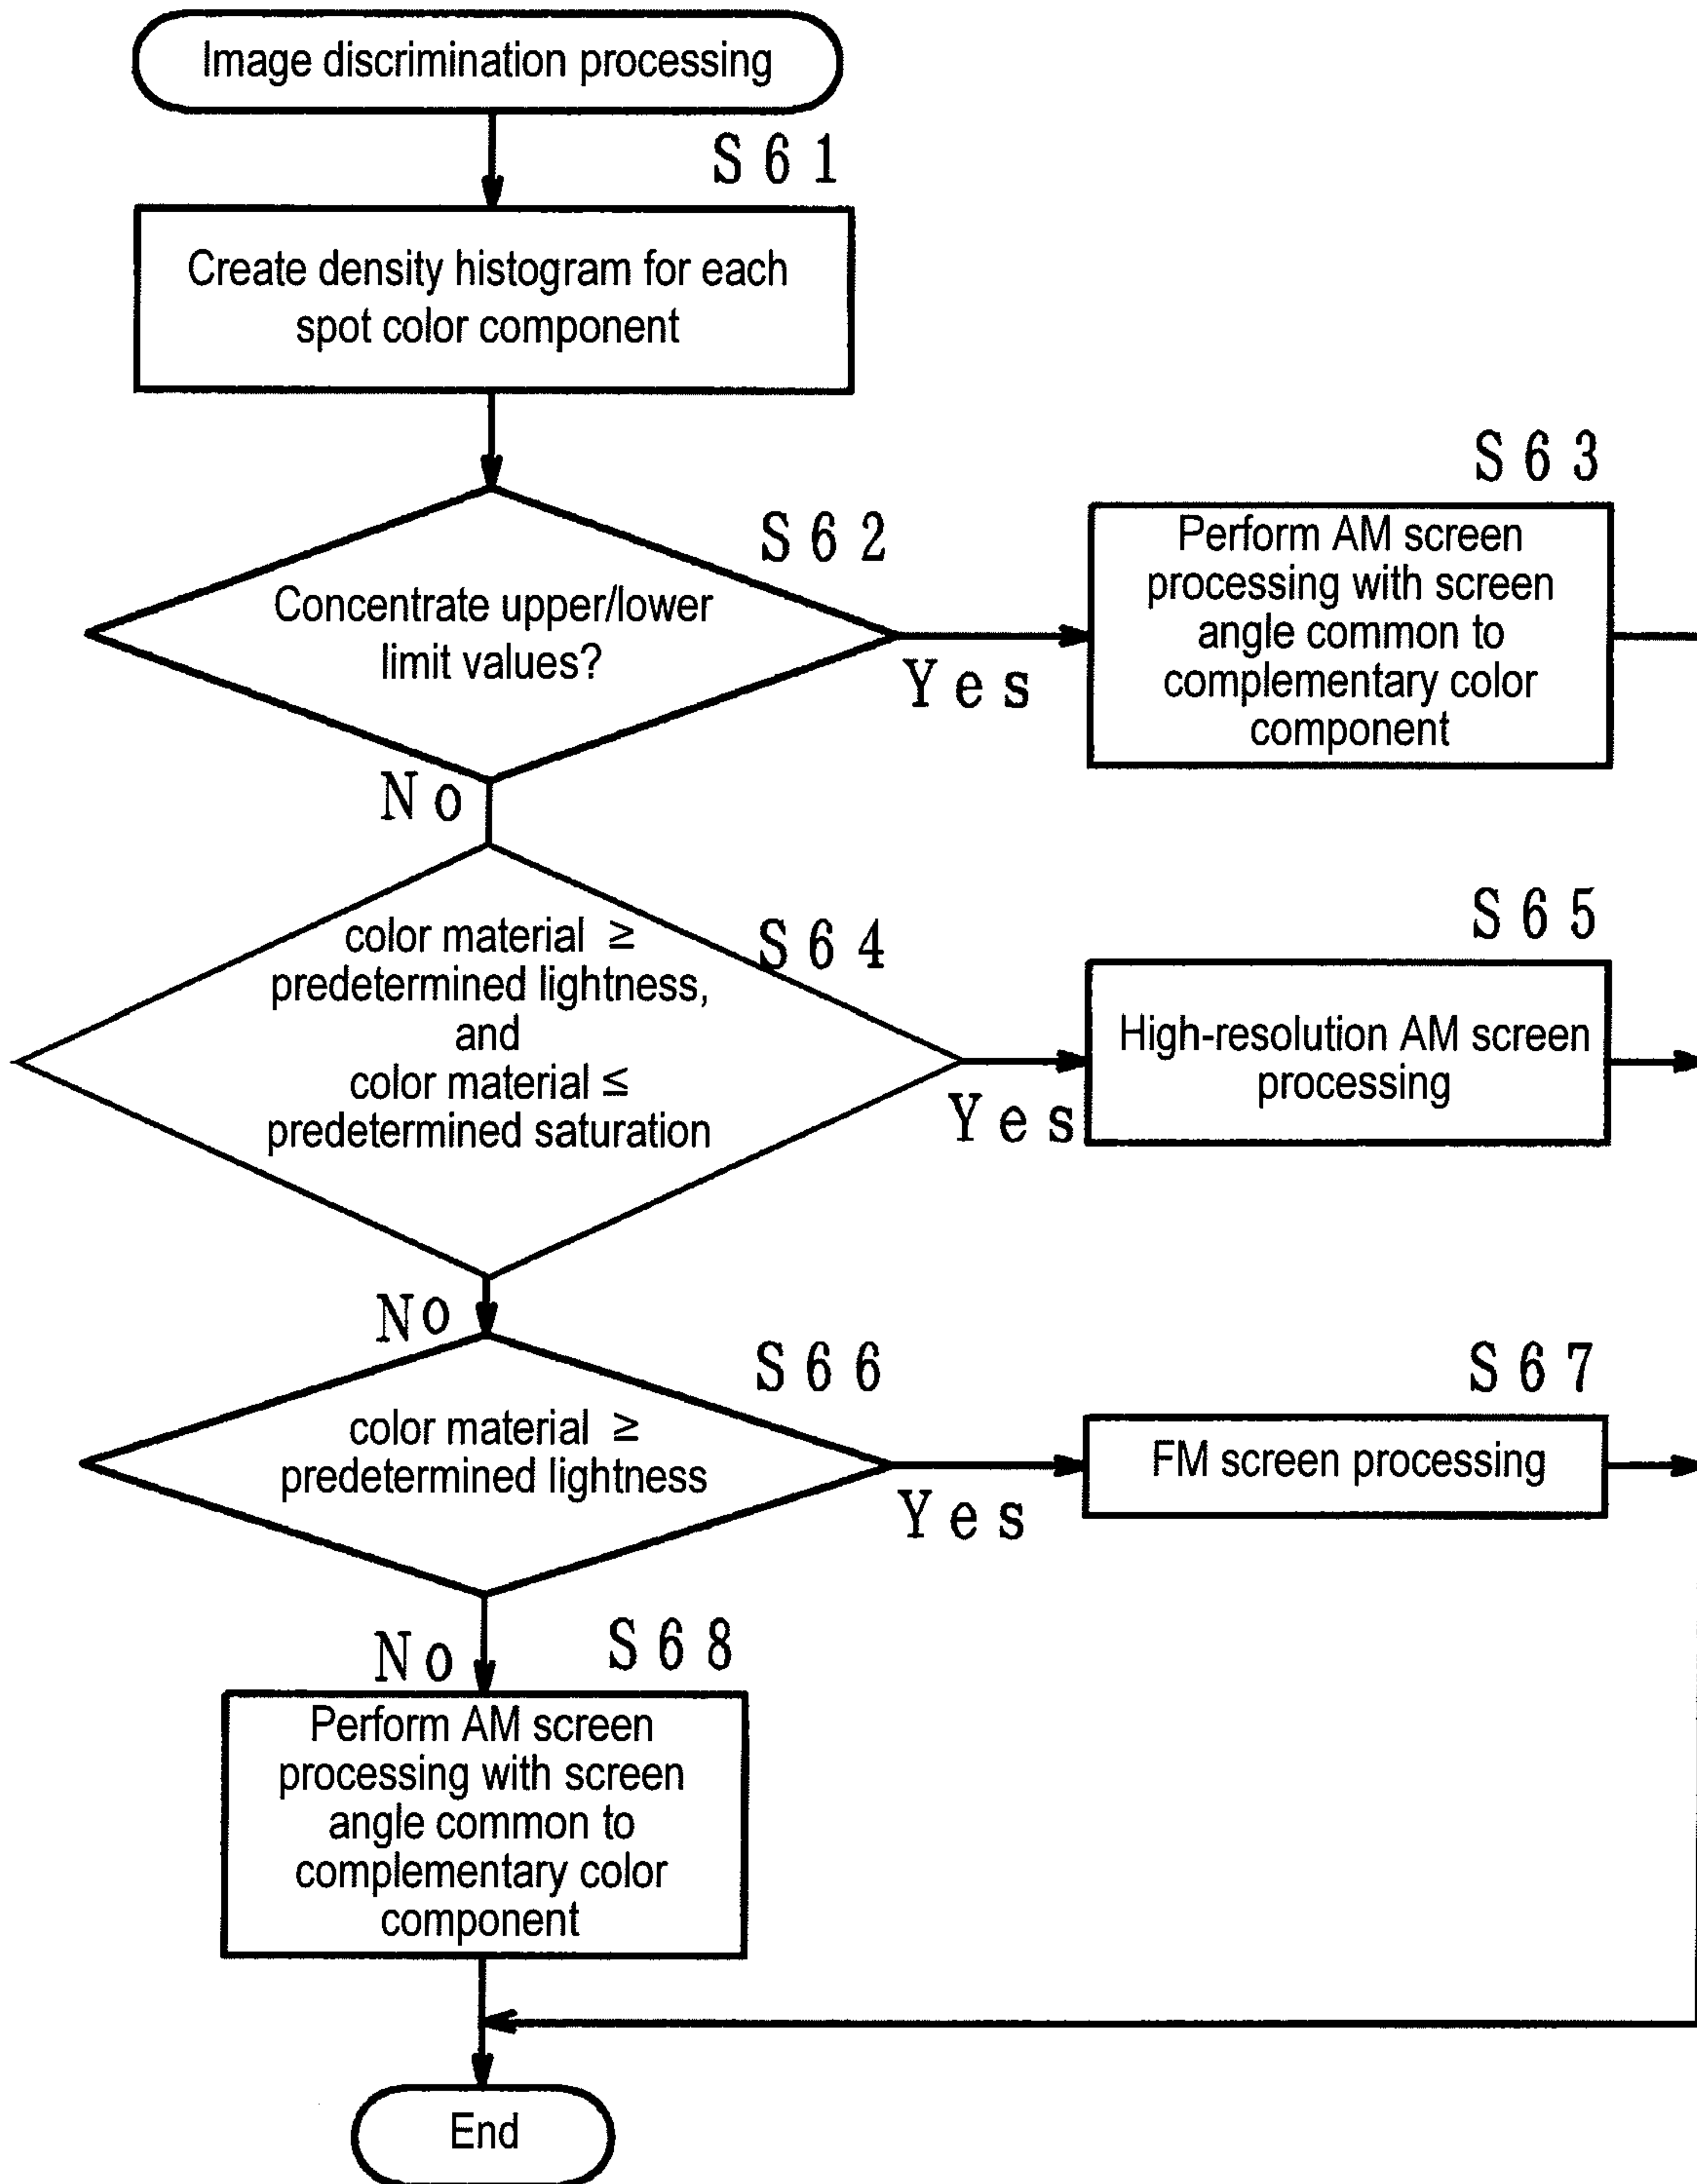 Image discrimination processing
S61
Create density histogram for each
spot color component
S62
Concentrate upper/lower
limit values?
Yes
No
S63
Perform AM screen
processing with screen
angle common to
complementary color
component
S64
color material ≥
predetermined lightness,
and
color material ≤
predetermined saturation
Yes
No
S65
High-resolution AM screen
processing
S66
color material ≥
predetermined lightness
Yes
No
S67
FM screen processing
S68
Perform AM screen
processing with screen
angle common to
complementary color
component
End